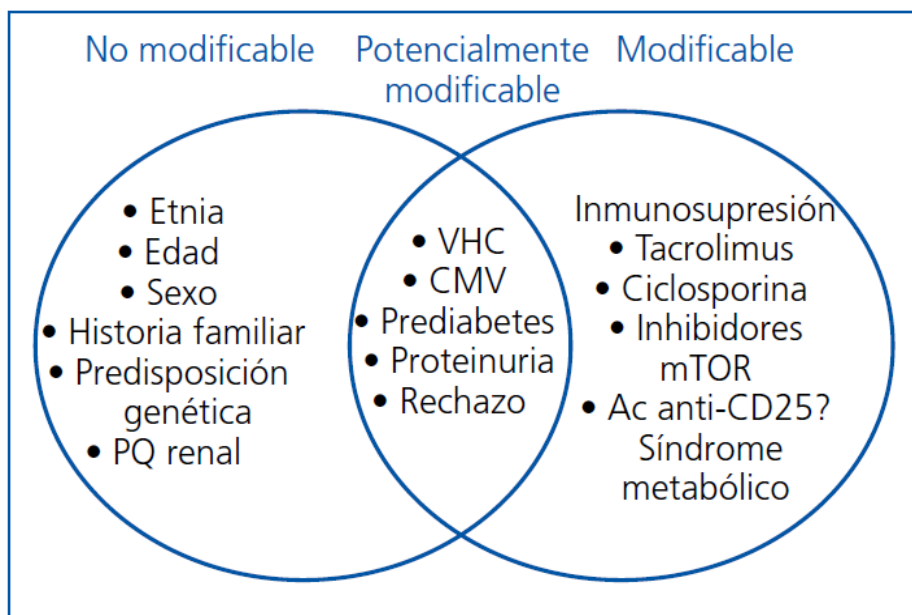 No modificable
Potencialmente
modificable
Modificable
• Etnia
• Edad
• Sexo
• Historia familiar
• Predisposición
genética
• PQ renal
• VHC
• CMV
• Prediabetes
• Proteinuria
• Rechazo
Inmunosupresión
• Tacrolimus
• Ciclosporina
• Inhibidores
mTOR
• Ac anti-CD25?
Síndrome
metabólico